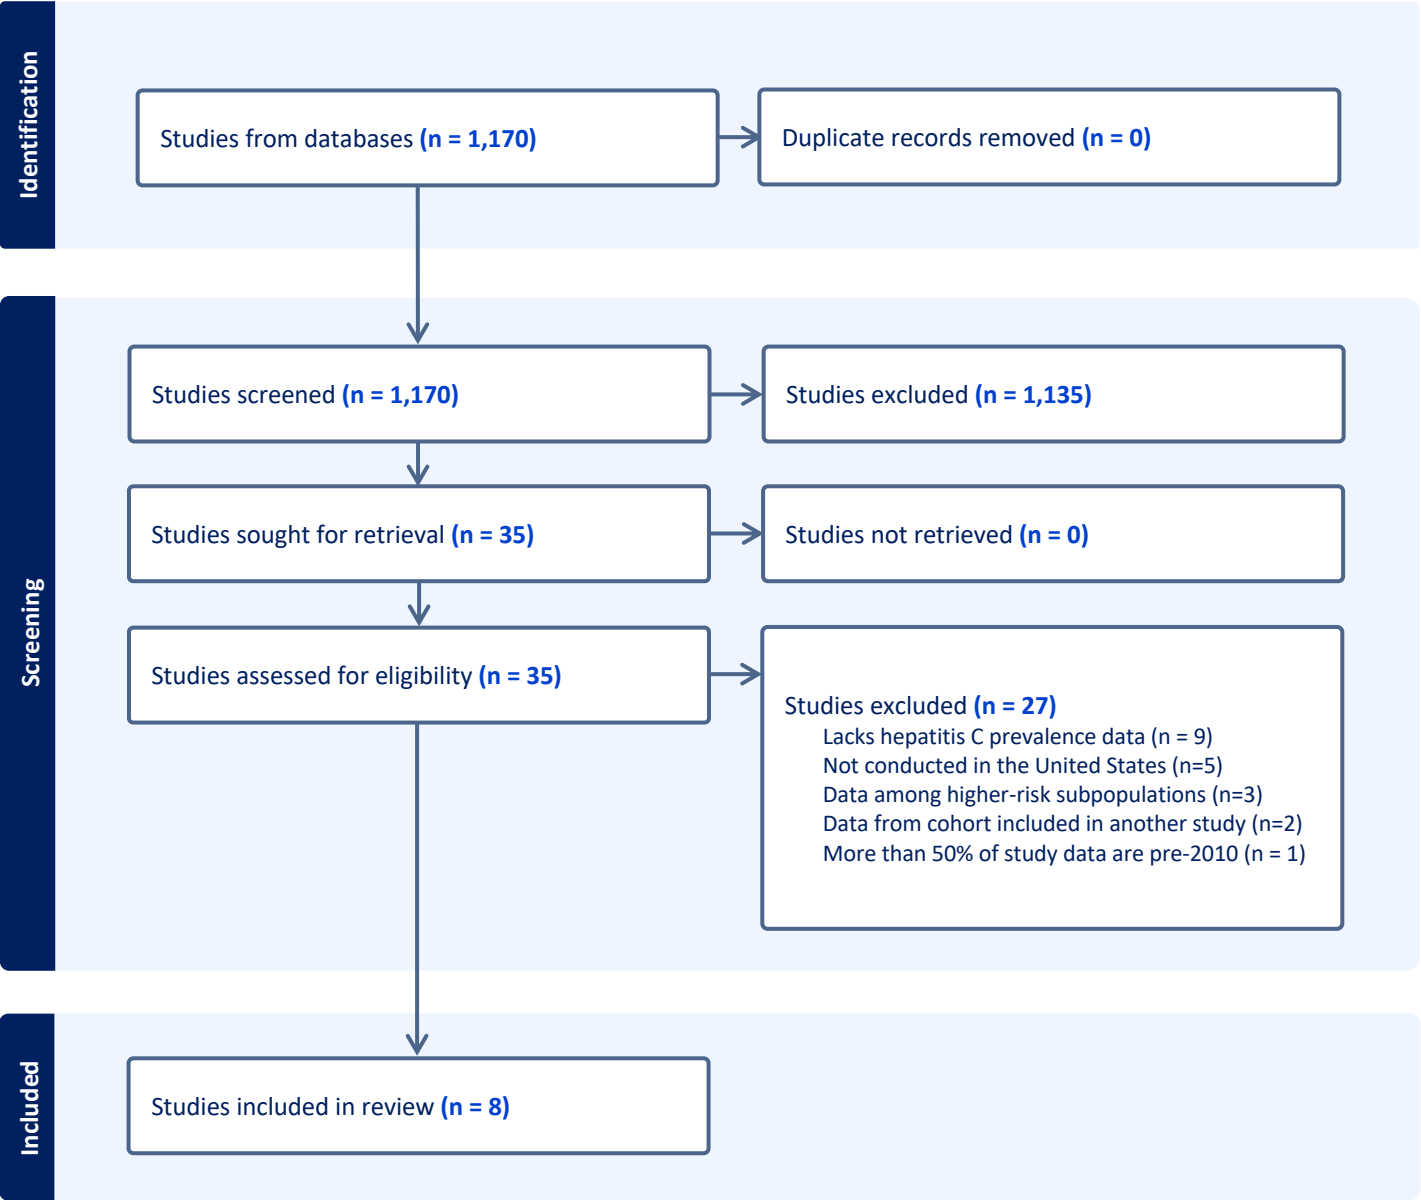 Identification
Studies from databases (n = 1,170)
Duplicate records removed (n = 0)
Screening
Studies screened (n = 1,170)
Studies excluded (n = 1,135)
Studies sought for retrieval (n = 35)
Studies not retrieved (n = 0)
Studies assessed for eligibility (n = 35)
Studies excluded (n = 27)
Lacks hepatitis C prevalence data (n = 9)
Not conducted in the United States (n=5)
Data among higher-risk subpopulations (n=3)
Data from cohort included in another study (n=2)
More than 50% of study data are pre-2010 (n = 1)
Included
Studies included in review (n = 8)